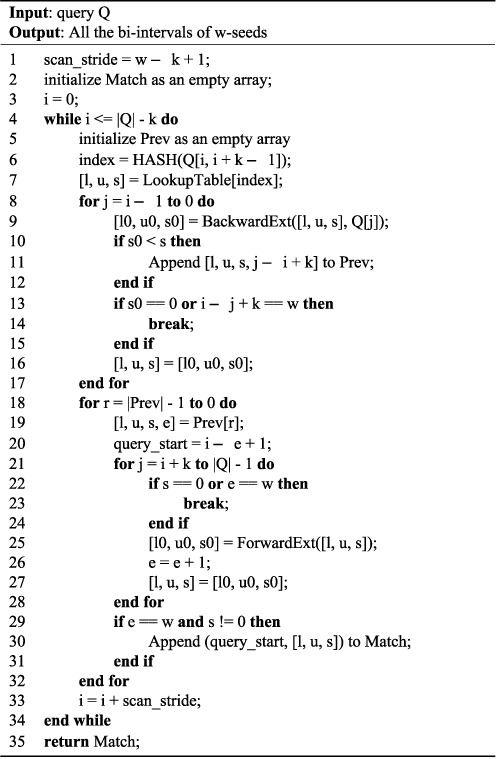 Input: query Q
Output: All the bi-intervals of w-seeds
1 scan_stride = w – k + 1;
2 initialize Match as an empty array;
3 i = 0;
4 while i <= |Q| - k do
5 initialize Prev as an empty array
6 index = HASH(Q[i, i + k – 1]);
7 [l, u, s] = LookupTable[index];
8 for j = i – 1 to 0 do
9 [l0, u0, s0] = BackwardExt([l, u, s], Q[j]);
10 if s0 < s then
11 Append [l, u, s, j – i + k] to Prev;
12 end if
13 if s0 == 0 or i – j + k == w then
14 break;
15 end if
16 [l, u, s] = [l0, u0, s0];
17 end for
18 for r = |Prev| - 1 to 0 do
19 [l, u, s, e] = Prev[r];
20 query_start = i – e + 1;
21 for j = i + k to |Q| - 1 do
22 if s == 0 or e == w then
23 break;
24 end if
25 [l0, u0, s0] = ForwardExt([l, u, s]);
26 e = e + 1;
27 [l, u, s] = [l0, u0, s0];
28 end for
29 if e == w and s != 0 then
30 Append (query_start, [l, u, s]) to Match;
31 end if
32 end for
33 i = i + scan_stride;
34 end while
35 return Match;